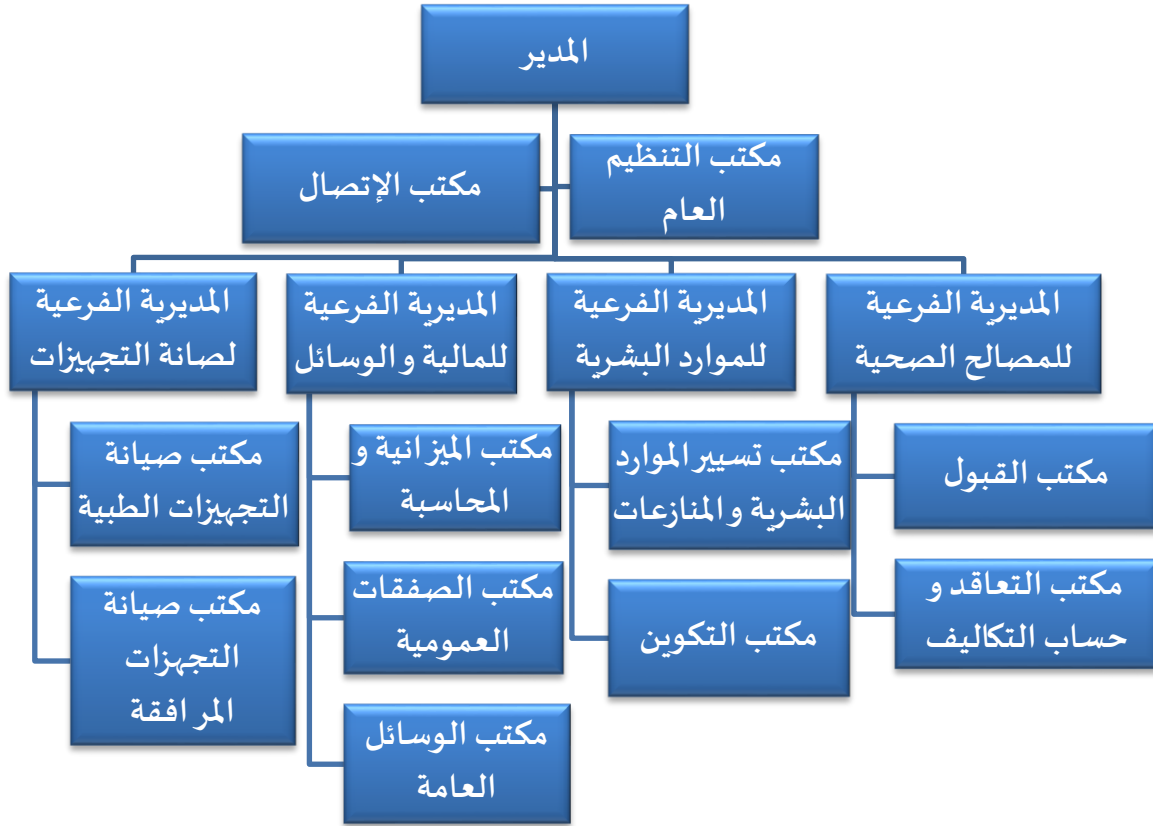 المدير
مكتب التنظيم
العام
مكتب الإتصال
المديرية الفرعية
للمصالح الصحية
المديرية الفرعية
للموارد البشرية
المديرية الفرعية
للمالية و الوسائل
المديرية الفرعية
لصانة التجهيزات
مكتب القبول
مكتب التعاقد و
حساب التكاليف
مكتب تسيير الموارد
البشرية و المنازعات
مكتب التكوين
مكتب الميزانية و
المحاسبة
مكتب الصفقات
العمومية
مكتب الوسائل
العامة
مكتب صيانة
التجهيزات الطبية
مكتب صيانة
التجهزات
المرافقة